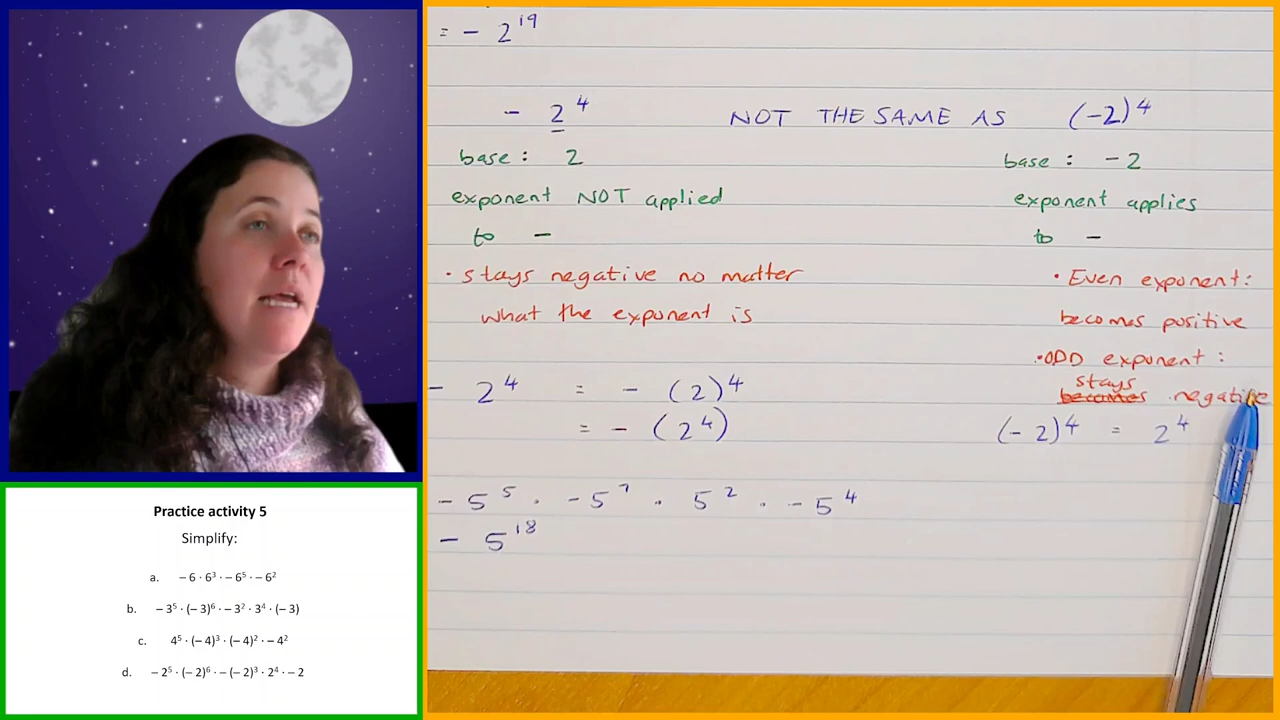 = - 2¹⁹
- 2⁴ NOT THE SAME AS (-2)⁴
base: 2
exponent NOT applied
to -
• stays negative no matter
what the exponent is
base: -2
exponent applies
to -
• Even exponent:
becomes positive
• ODD exponent:
stays
becomes negative
- 2⁴ = - (2)⁴
= - (2⁴)
(-2)⁴ = 2⁴
- 5⁵ · -5⁷ · 5² · -5⁴
- 5¹⁸
Practice activity 5
Simplify:
a. – 6 · 6³ · – 6⁵ · – 6²
b. – 3⁵ · (– 3)⁶ · – 3² · 3⁴ · (– 3)
c. 4⁵ · (– 4)³ · (– 4)² · – 4²
d. – 2⁵ · (– 2)⁶ · – (– 2)³ · 2⁴ · – 2